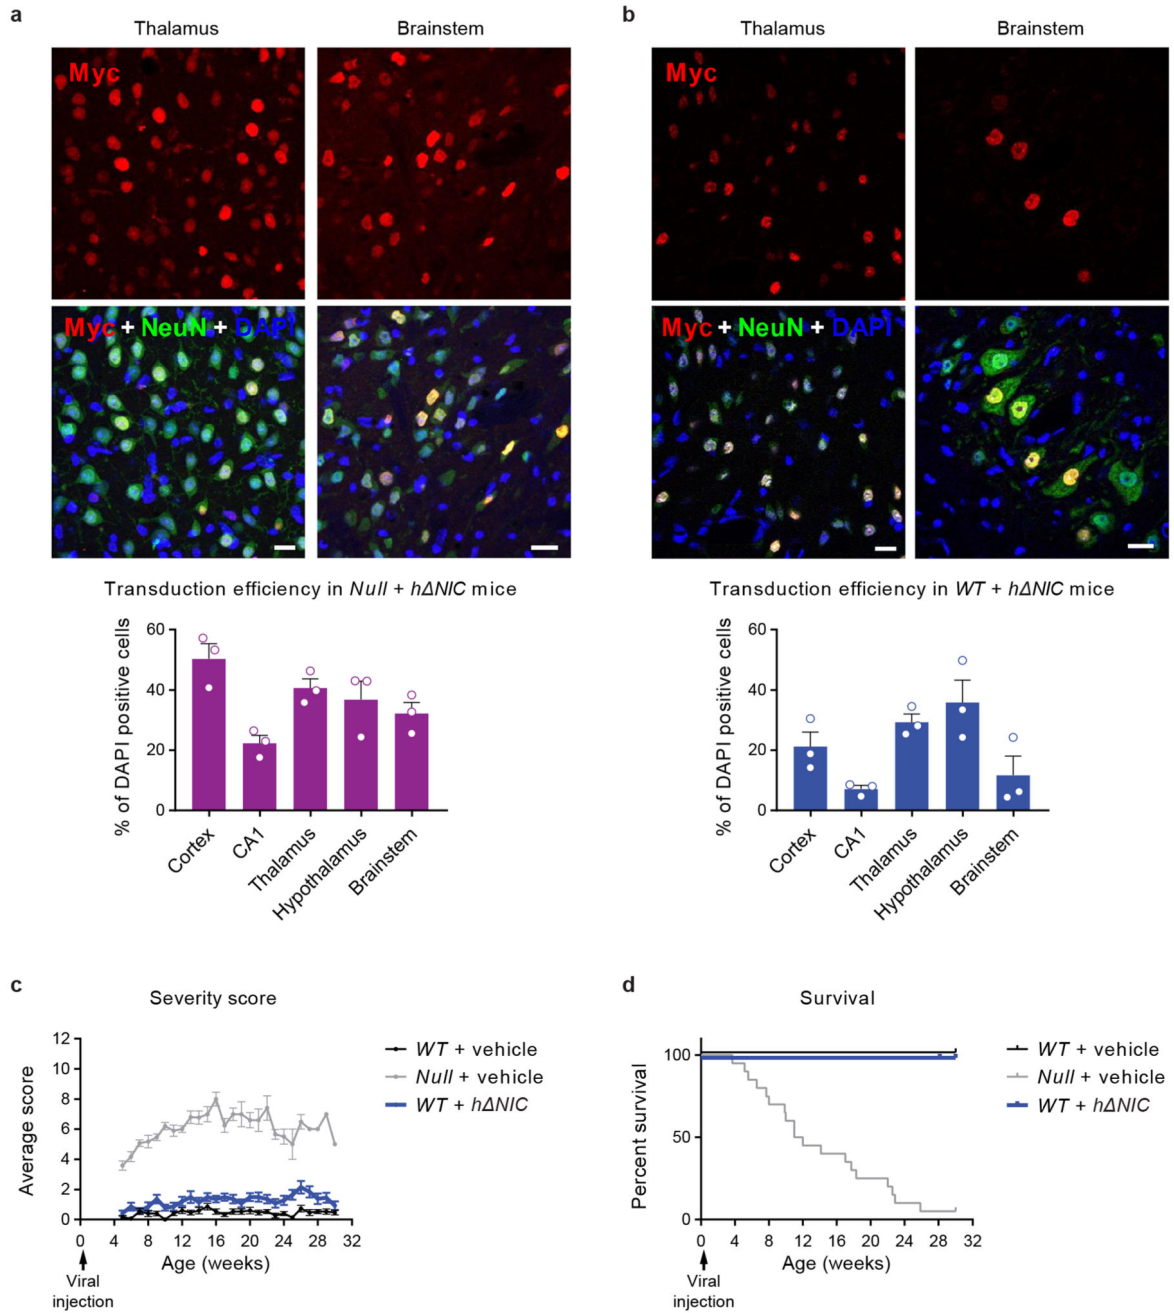 a
Thalamus
Brainstem
Myc
Myc + NeuN + DAPI
Transduction efficiency in Null + hΔNIC mice
% of DAPI positive cells
60
40
20
0
Cortex
CA1
Thalamus
Hypothalamus
Brainstem
b
Thalamus
Brainstem
Myc
Myc + NeuN + DAPI
Transduction efficiency in WT + hΔNIC mice
% of DAPI positive cells
60
40
20
0
Cortex
CA1
Thalamus
Hypothalamus
Brainstem
c
Severity score
Average score
12
10
8
6
4
2
0
0 4 8 12 16 20 24 28 32
Age (weeks)
Viral
injection
WT + vehicle
Null + vehicle
WT + hΔNIC
d
Survival
Percent survival
100
50
0
0 4 8 12 16 20 24 28 32
Age (weeks)
Viral
injection
WT + vehicle
Null + vehicle
WT + hΔNIC